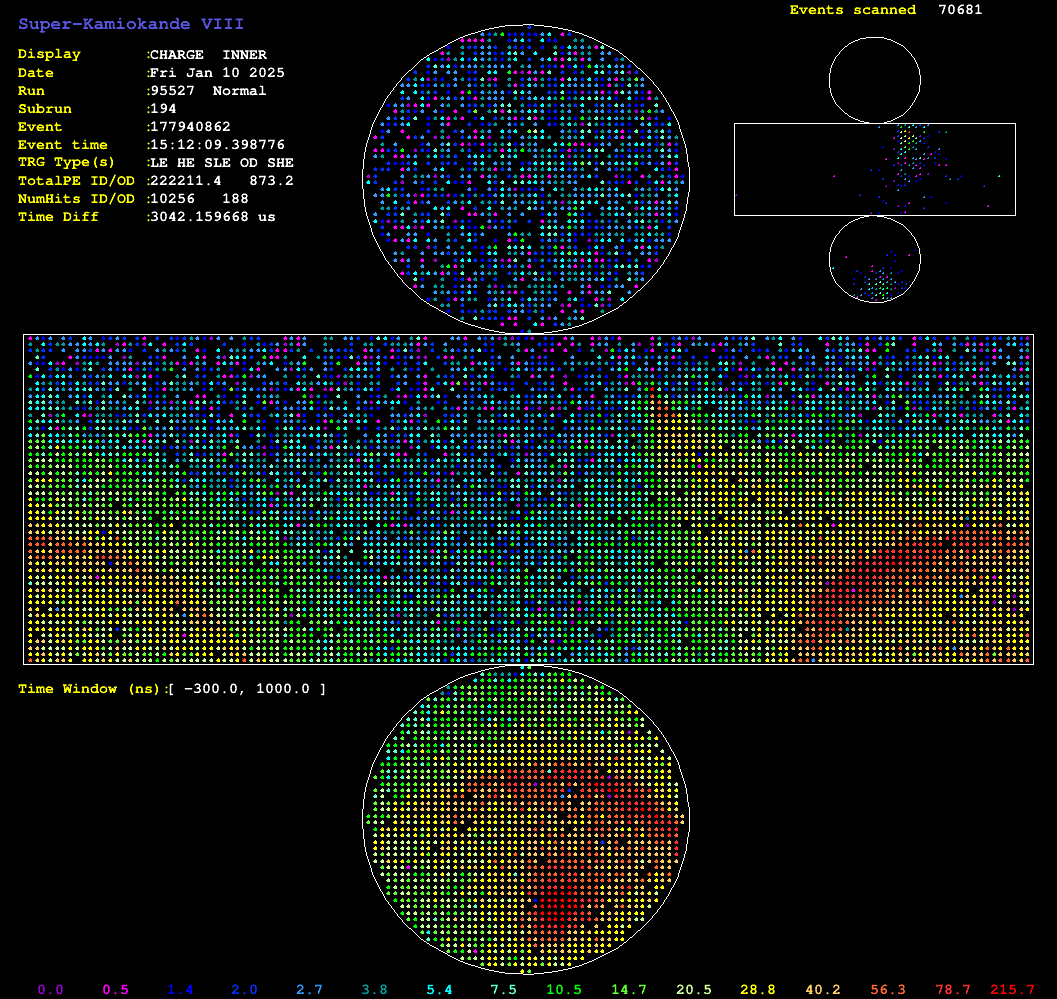 Super-Kamiokande VIII
Events scanned 70681
Display :CHARGE INNER
Date :Fri Jan 10 2025
Run :95527 Normal
Subrun :194
Event :177940862
Event time :15:12:09.398776
TRG Type(s) :LE HE SLE OD SHE
TotalPE ID/OD :222211.4 873.2
NumHits ID/OD :10256 188
Time Diff :3042.159668 us
Time Window (ns):[ -300.0, 1000.0 ]
0.0 0.5 1.4 2.0 2.7 3.8 5.4 7.5 10.5 14.7 20.5 28.8 40.2 56.3 78.7 215.7